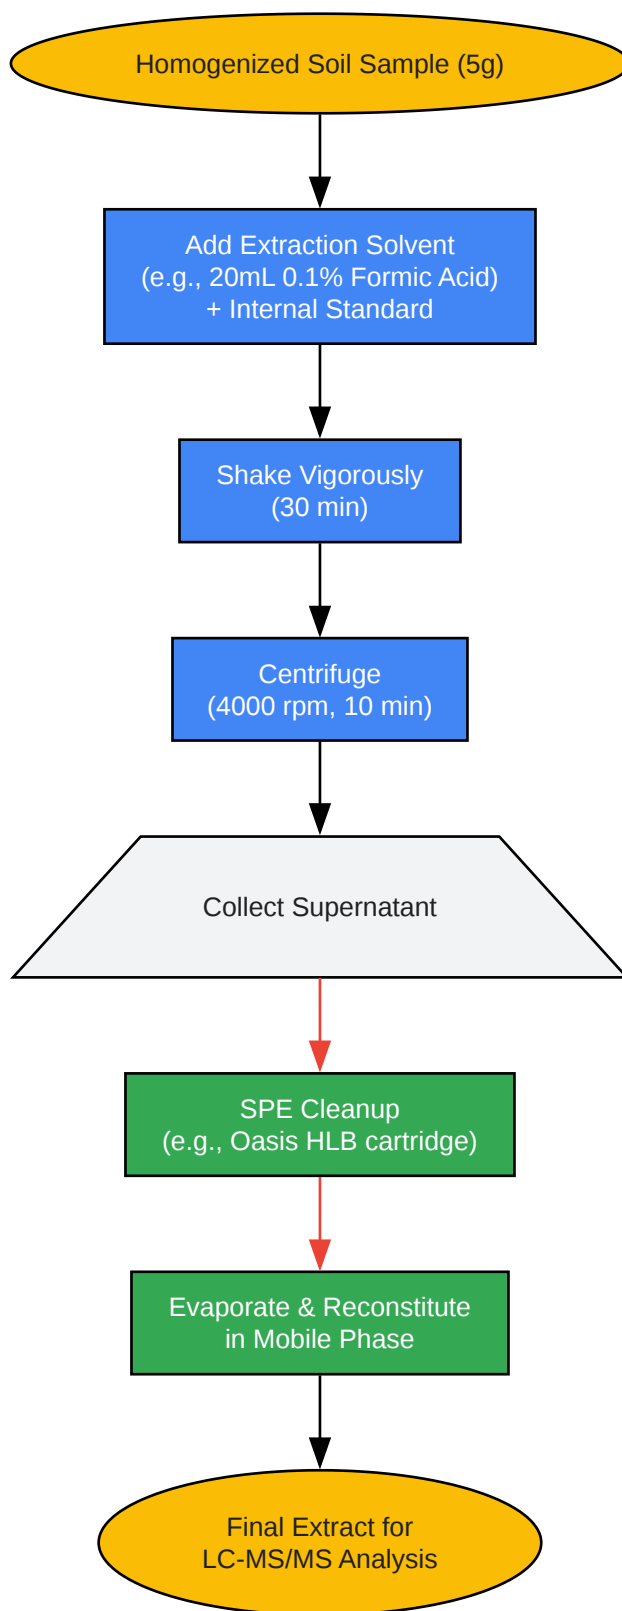 Homogenized Soil Sample (5g)
Add Extraction Solvent
(e.g., 20mL 0.1% Formic Acid)
+ Internal Standard
Shake Vigorously
(30 min)
Centrifuge
(4000 rpm, 10 min)
Collect Supernatant
SPE Cleanup
(e.g., Oasis HLB cartridge)
Evaporate & Reconstitute
in Mobile Phase
Final Extract for
LC-MS/MS Analysis